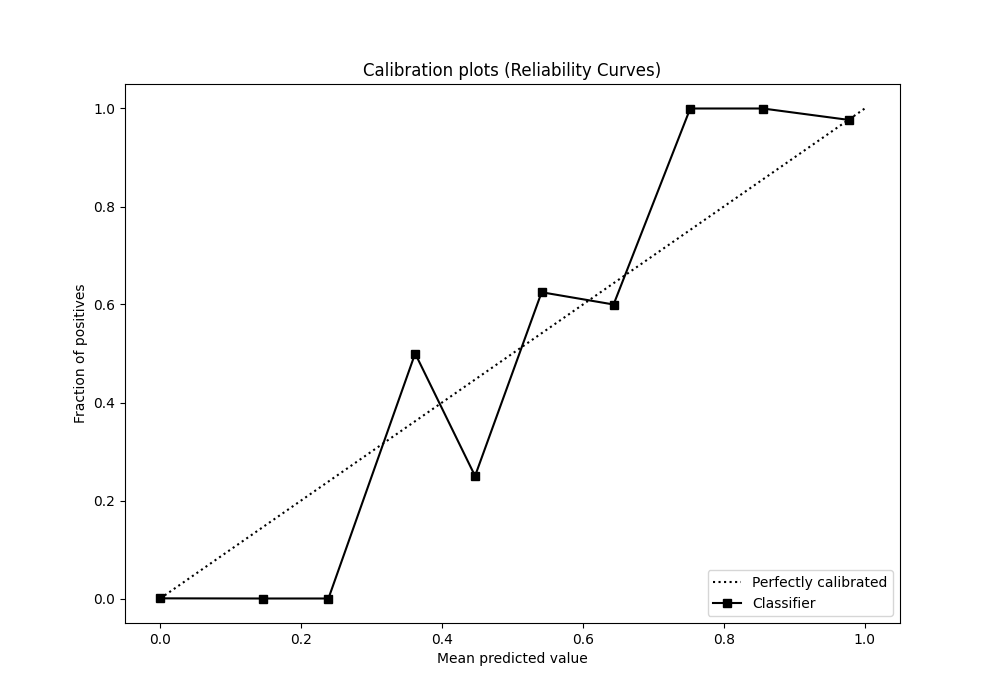 Calibration plots (Reliability Curves)
1.0
0.8
0.6
0.4
0.2
0.0
Fraction of positives
0.0 0.2 0.4 0.6 0.8 1.0
Mean predicted value
Perfectly calibrated
Classifier